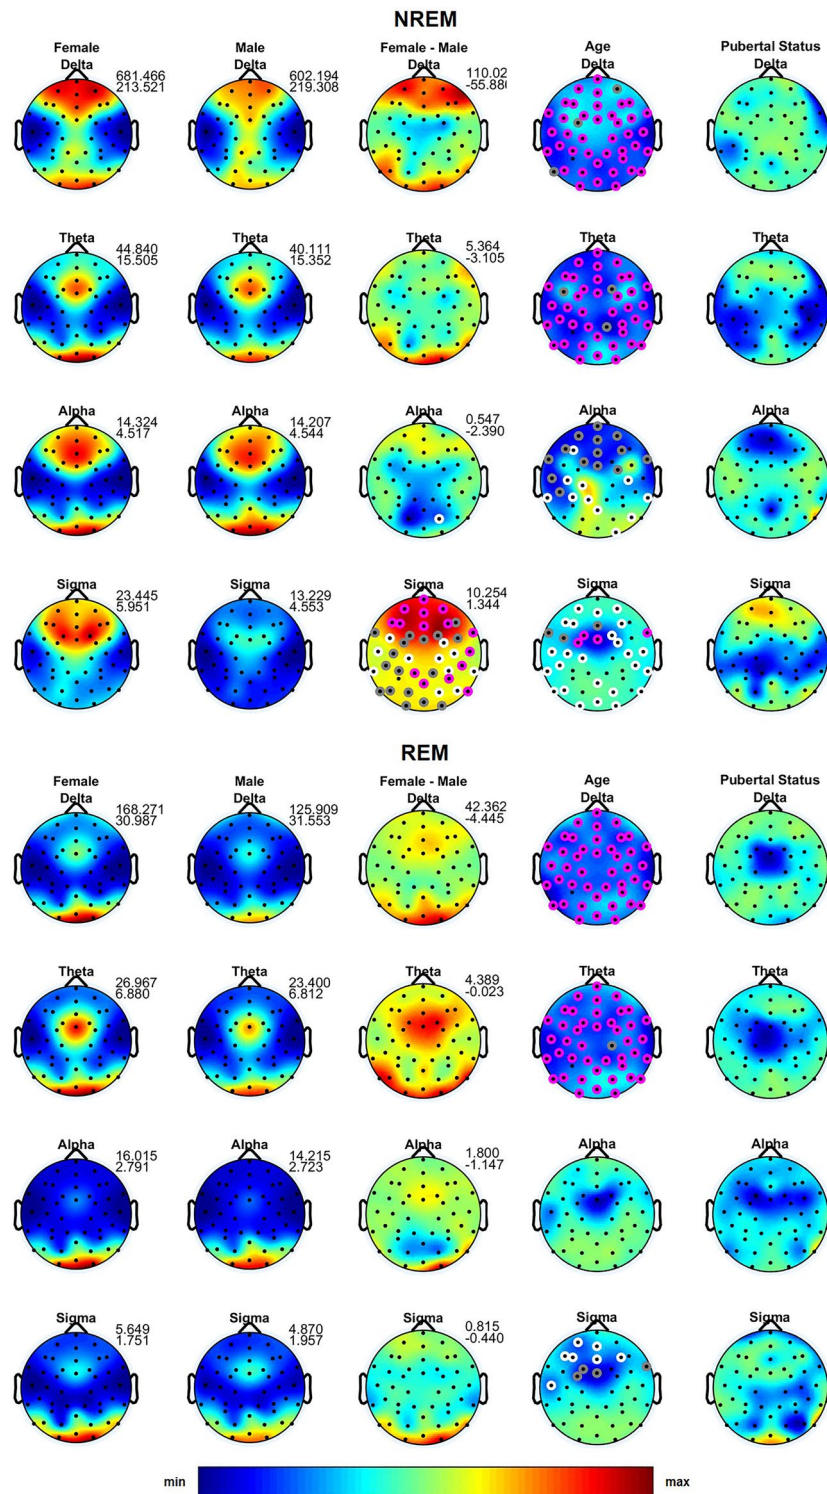 NREM
Female Male Female - Male Age Pubertal Status
Delta Delta Delta Delta Delta
681.466 602.194 110.02
213.521 219.308 -55.88
Theta Theta Theta Theta Theta
44.840 40.111 5.364
15.505 15.352 -3.105
Alpha Alpha Alpha Alpha Alpha
14.324 14.207 0.547
4.517 4.544 -2.390
Sigma Sigma Sigma Sigma Sigma
23.445 13.229 10.254
5.951 4.553 1.344
REM
Female Male Female - Male Age Pubertal Status
Delta Delta Delta Delta Delta
168.271 125.909 42.362
30.987 31.553 -4.445
Theta Theta Theta Theta Theta
26.967 23.400 4.389
6.880 6.812 -0.023
Alpha Alpha Alpha Alpha Alpha
16.015 14.215 1.800
2.791 2.723 -1.147
Sigma Sigma Sigma Sigma Sigma
5.649 4.870 0.815
1.751 1.957 -0.440
min max